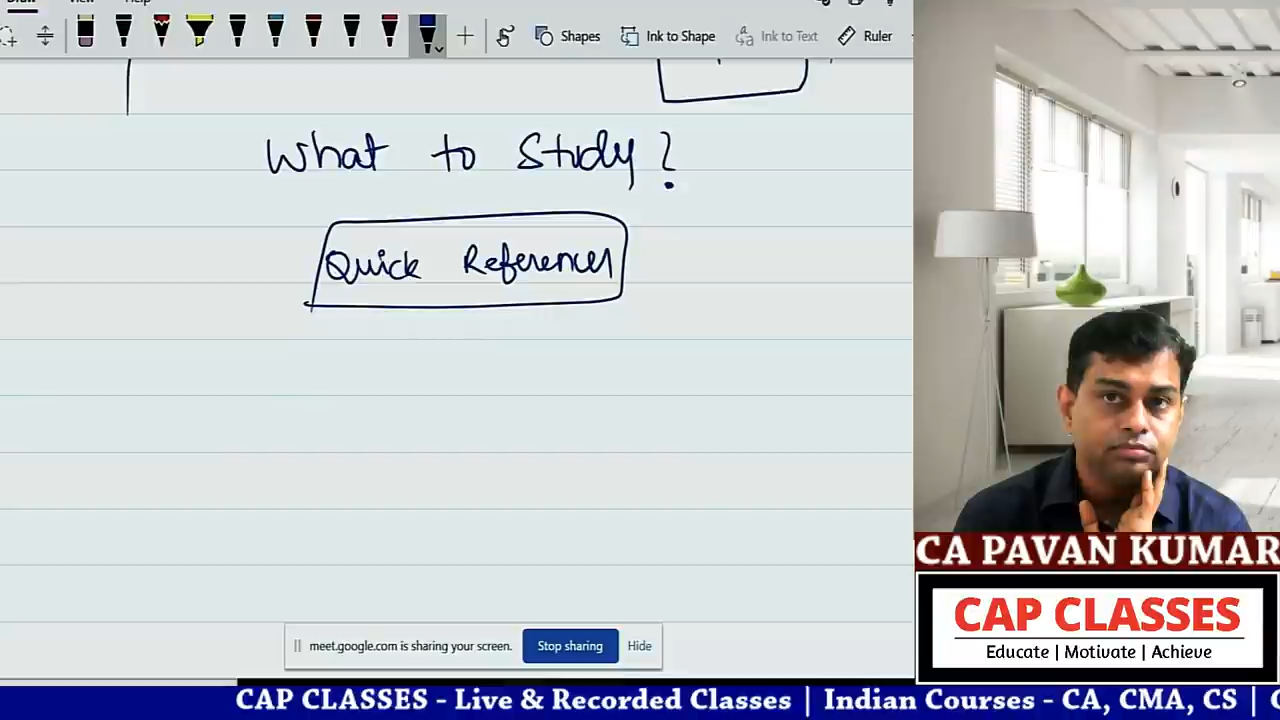 Draw View Help
Shapes Ink to Shape Ink to Text Ruler
What to Study?
Quick References
meet.google.com is sharing your screen. Stop sharing Hide
CA PAVAN KUMAR
CAP CLASSES
Educate | Motivate | Achieve
CAP CLASSES - Live & Recorded Classes | Indian Courses - CA, CMA, CS |